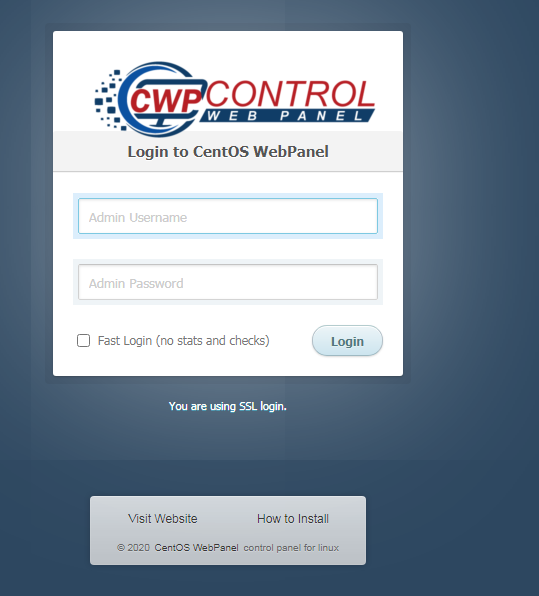 CWP CONTROL
WEB PANEL
Login to CentOS WebPanel
Admin Username
Admin Password
Fast Login (no stats and checks)
Login
You are using SSL login.
Visit Website
How to Install
© 2020 CentOS WebPanel control panel for linux